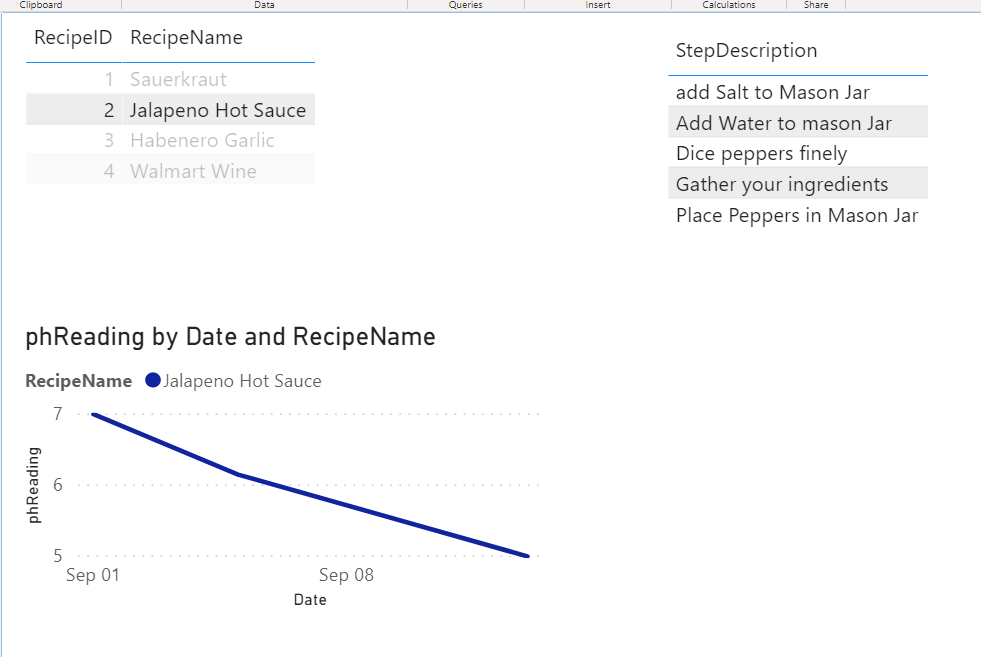 Clipboard Data Queries Insert Calculations Share
RecipeID RecipeName
1 Sauerkraut
2 Jalapeno Hot Sauce
3 Habenero Garlic
4 Walmart Wine
StepDescription
add Salt to Mason Jar
Add Water to mason Jar
Dice peppers finely
Gather your ingredients
Place Peppers in Mason Jar
phReading by Date and RecipeName
RecipeName Jalapeno Hot Sauce
7
6
5
phReading
Sep 01 Sep 08
Date